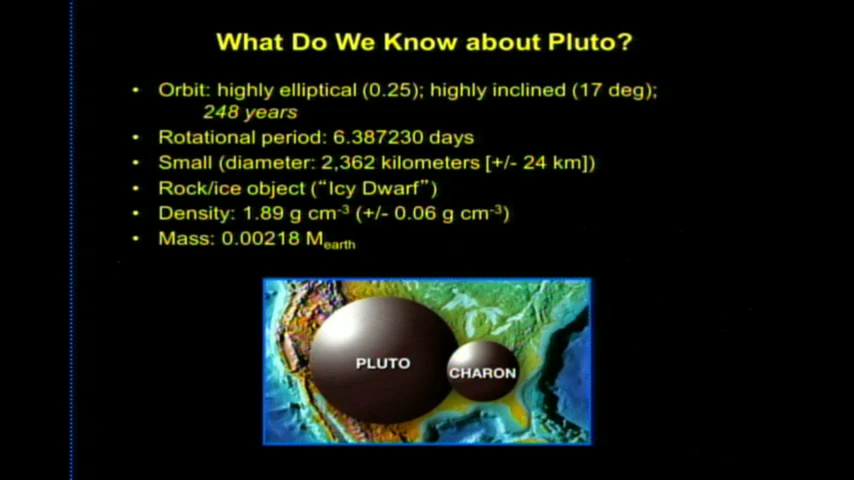 What Do We Know about Pluto?
• Orbit: highly elliptical (0.25); highly inclined (17 deg);
248 years
• Rotational period: 6.387230 days
• Small (diameter: 2,362 kilometers [+/- 24 km])
• Rock/ice object (“Icy Dwarf”)
• Density: 1.89 g cm-3 (+/- 0.06 g cm-3)
• Mass: 0.00218 Mearth
PLUTO
CHARON